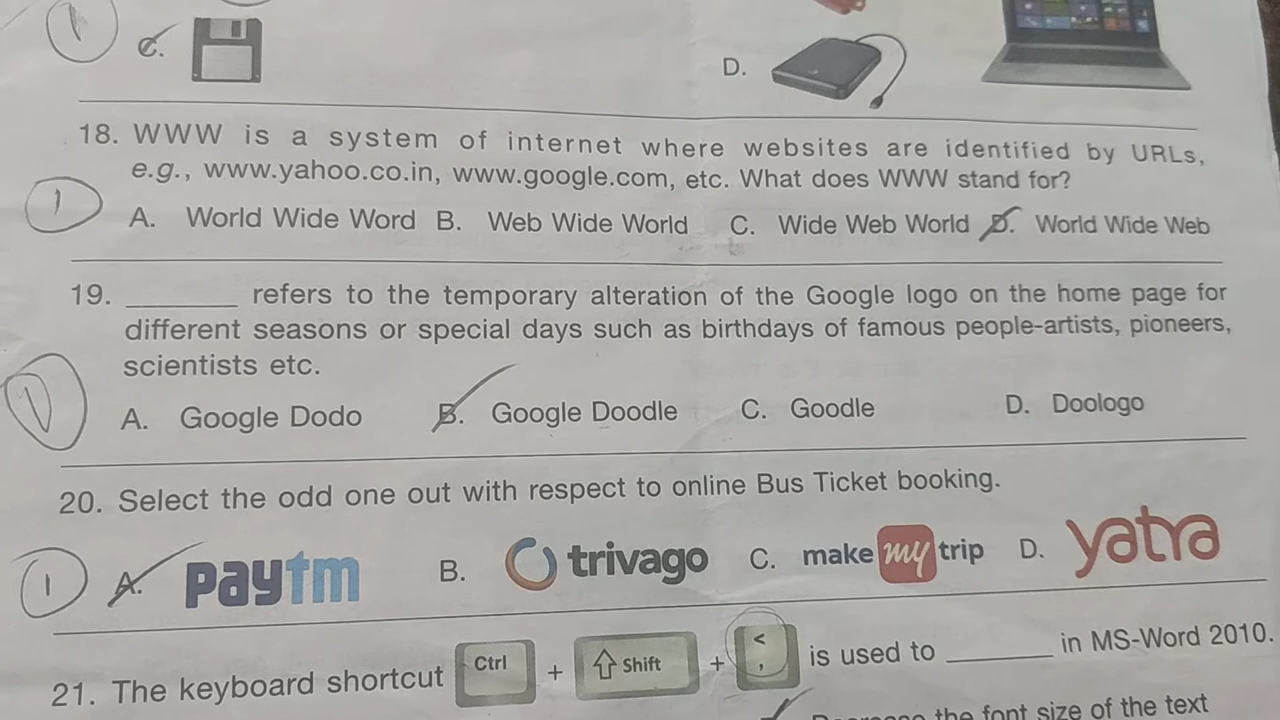 1 C.
D.
18. WWW is a system of internet where websites are identified by URLs,
e.g., www.yahoo.co.in, www.google.com, etc. What does WWW stand for?
1 A. World Wide Word B. Web Wide World C. Wide Web World D. World Wide Web
19. ________ refers to the temporary alteration of the Google logo on the home page for
different seasons or special days such as birthdays of famous people-artists, pioneers,
scientists etc.
A. Google Dodo B. Google Doodle C. Goodle D. Doologo
20. Select the odd one out with respect to online Bus Ticket booking.
1 A. paytm B. trivago C. make my trip D. yatra
21. The keyboard shortcut Ctrl + Shift + < , is used to ________ in MS-Word 2010.
the font size of the text